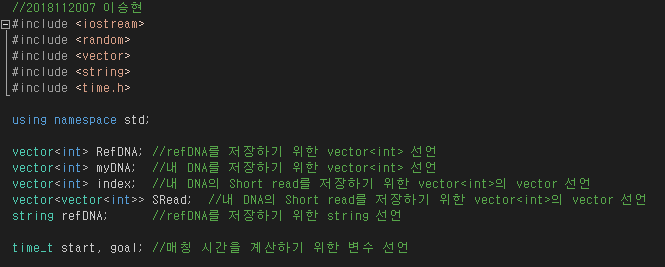 //2018112007 이승현
#include <iostream>
#include <random>
#include <vector>
#include <string>
#include <time.h>
using namespace std;
vector<int> RefDNA; //refDNA를 저장하기 위한 vector<int> 선언
vector<int> myDNA; //내 DNA를 저장하기 위한 vector<int> 선언
vector<int> index; //내 DNA의 Short read를 저장하기 위한 vector<int>의 vector 선언
vector<vector<int>> SRead; //내 DNA의 Short read를 저장하기 위한 vector<int>의 vector 선언
string refDNA; //refDNA를 저장하기 위한 string 선언
time_t start, goal; //매칭 시간을 계산하기 위한 변수 선언